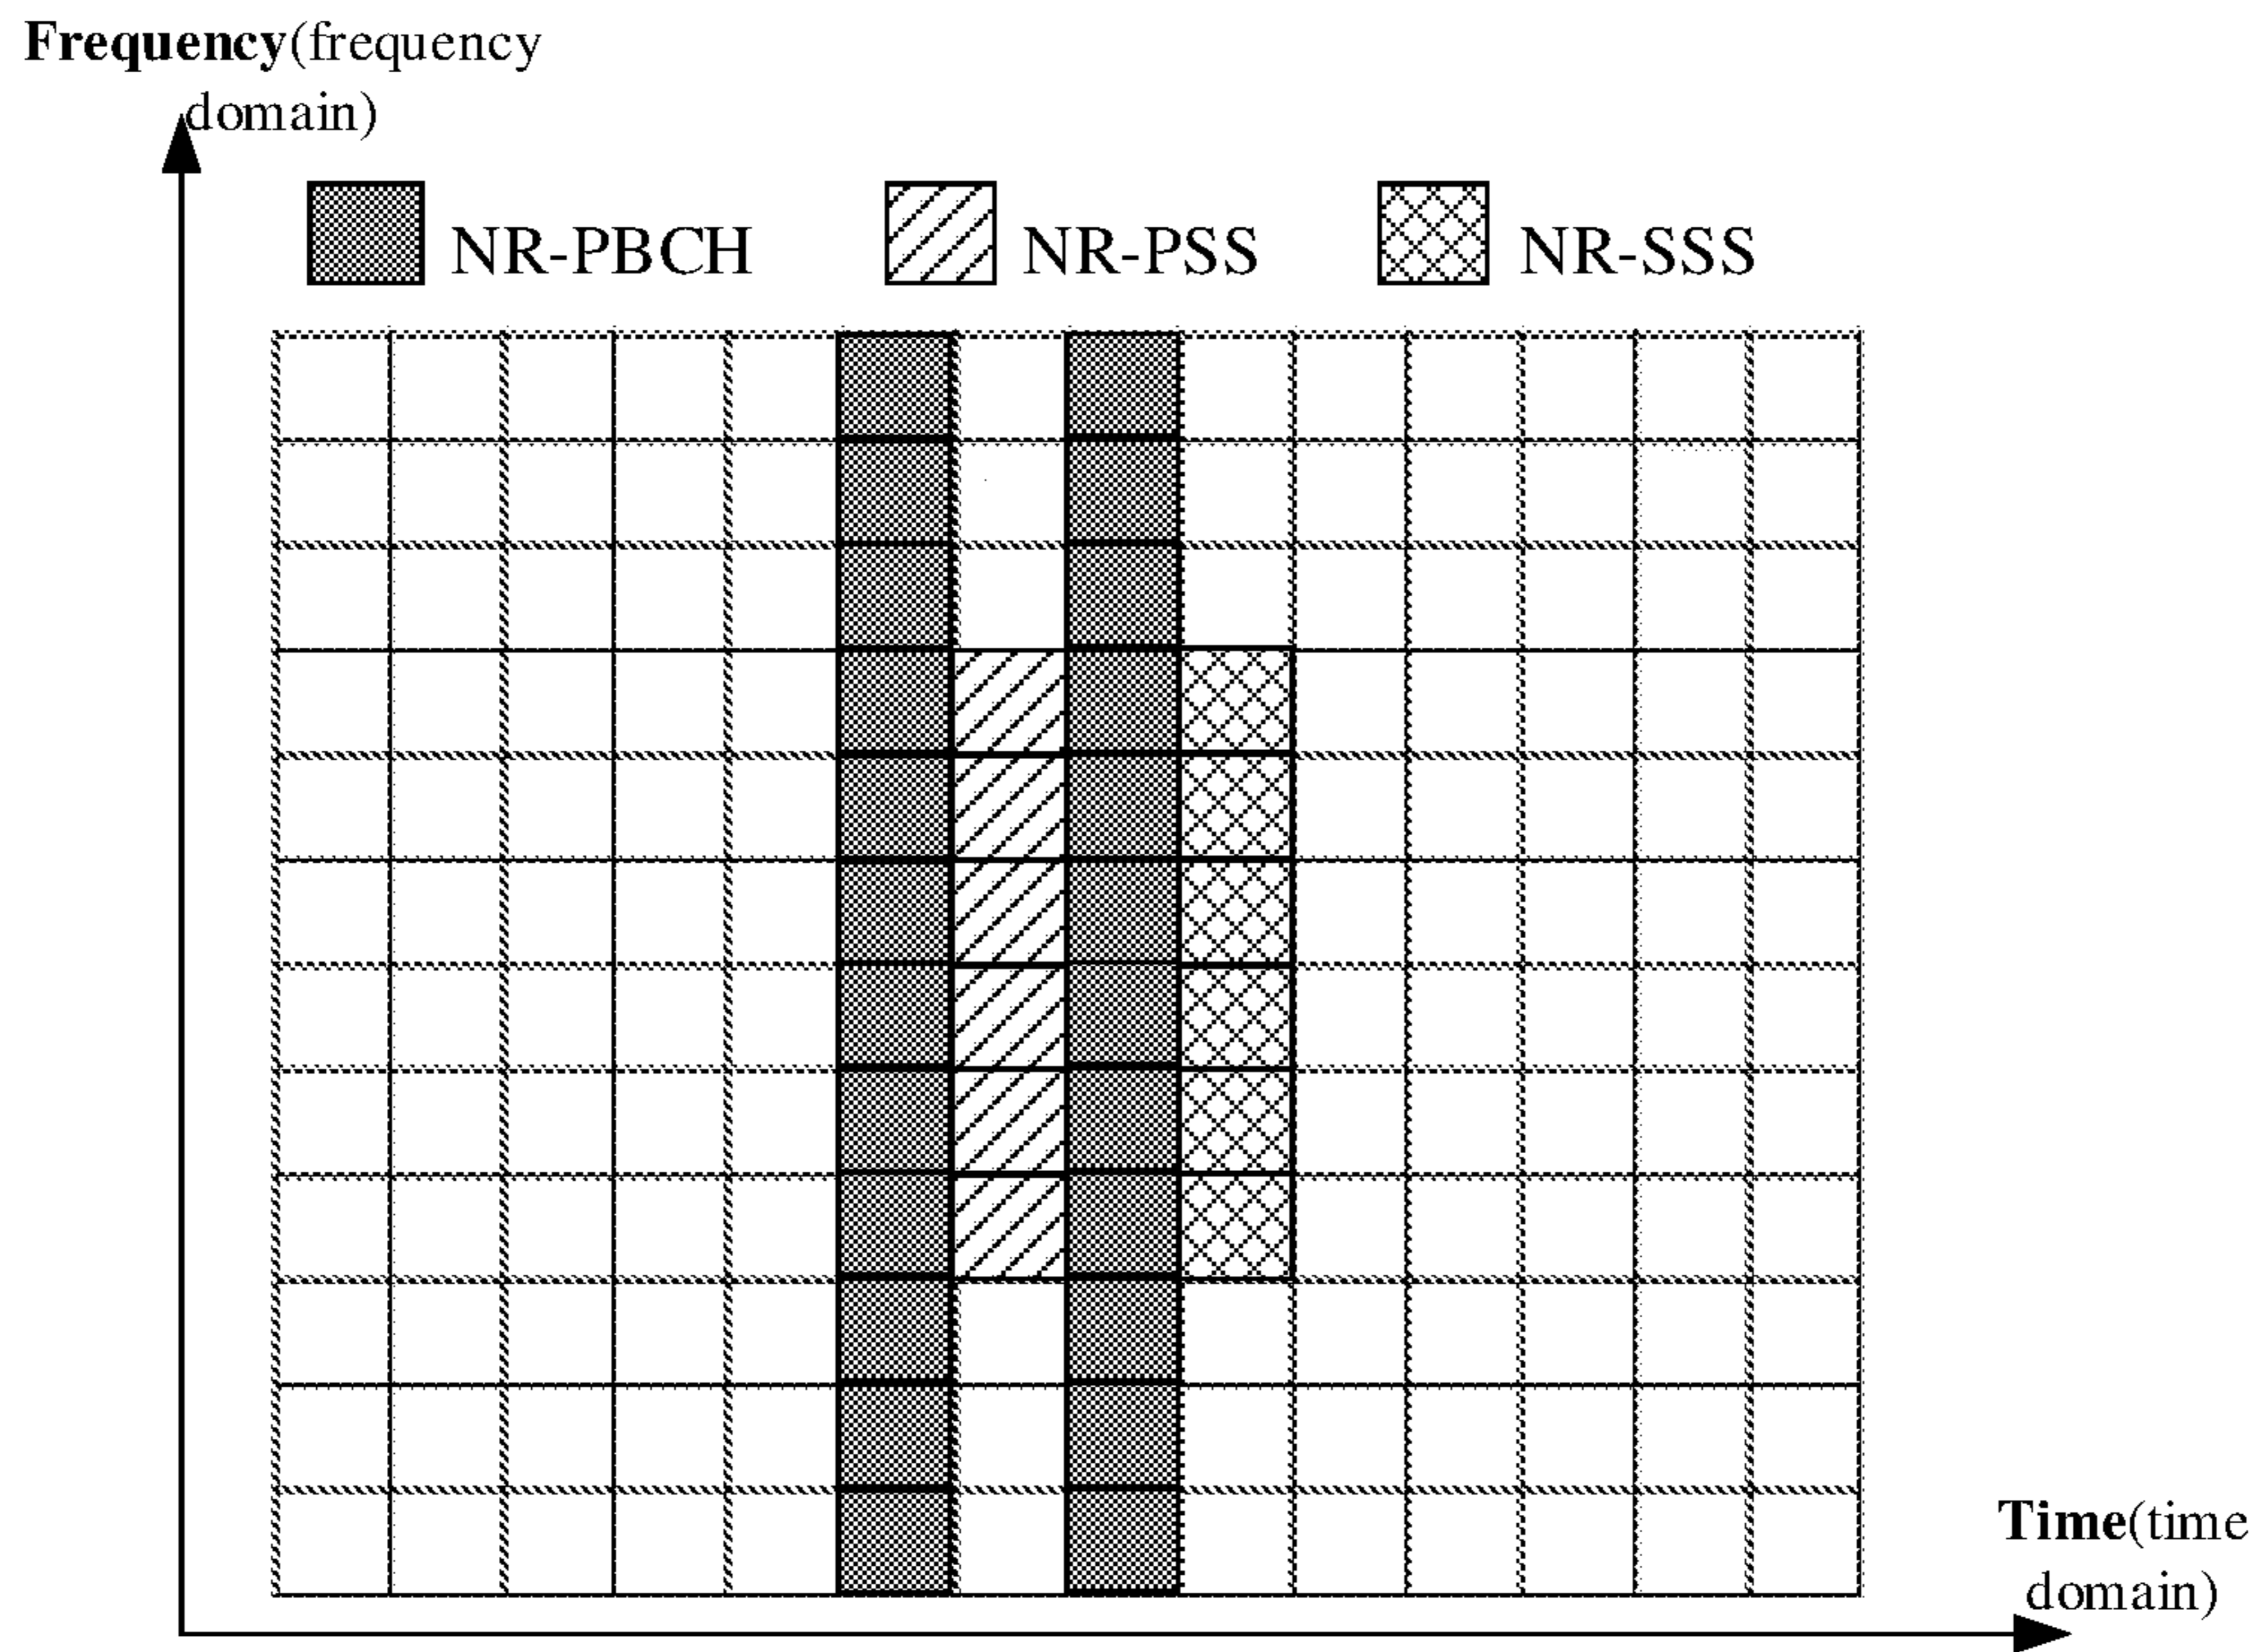 Frequency(frequency
domain)
NR-PBCH NR-PSS NR-SSS
Time(time
domain)